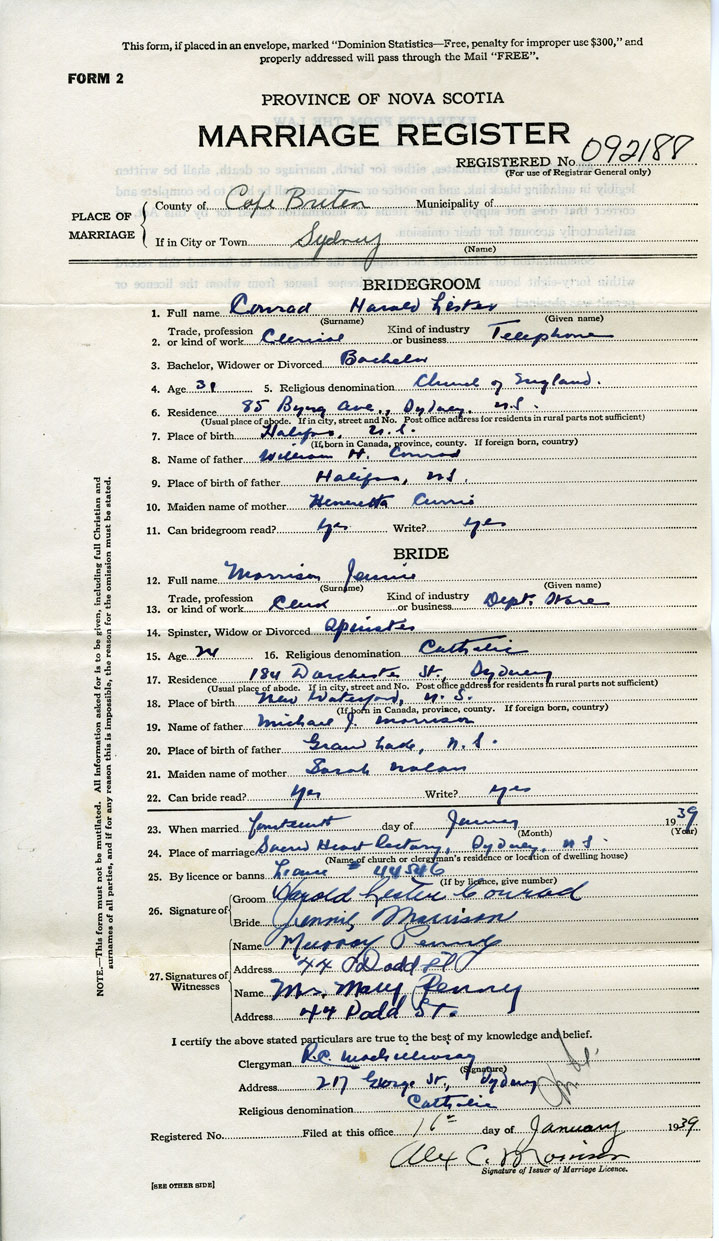 This form, if placed in an envelope, marked "Dominion Statistics—Free, penalty for improper use $300," and
properly addressed will pass through the Mail "FREE".
FORM 2
PROVINCE OF NOVA SCOTIA
MARRIAGE REGISTER
REGISTERED No. 092188
(For use of Registrar General only)
PLACE OF MARRIAGE
County of Cape Breton Municipality of
If in City or Town Sydney
(Name)
BRIDEGROOM
1. Full name Conrad Harold Lester
(Surname) (Given name)
2. Trade, profession or kind of work Clerical Kind of industry or business Telephone
3. Bachelor, Widower or Divorced Bachelor
4. Age 31 5. Religious denomination Church of England.
6. Residence 85 Byng Ave., Sydney, N.S.
(Usual place of abode. If in city, street and No. Post office address for residents in rural parts not sufficient)
7. Place of birth Halifax, N.S.
(If born in Canada, province, county. If foreign born, country)
8. Name of father William H. Conrad
9. Place of birth of father Halifax, N.S.
10. Maiden name of mother Henrietta Currie
11. Can bridegroom read? Yes Write? Yes
BRIDE
12. Full name Morrison Jennie
(Surname) (Given name)
13. Trade, profession or kind of work Clerk Kind of industry or business Dept. Store
14. Spinster, Widow or Divorced Spinster
15. Age 24 16. Religious denomination Catholic
17. Residence 184 Dorchester St., Sydney
(Usual place of abode. If in city, street and No. Post office address for residents in rural parts not sufficient)
18. Place of birth New Waterford, N.S.
(If born in Canada, province, county. If foreign born, country)
19. Name of father Michael J. Morrison
20. Place of birth of father Grand Lake, N.S.
21. Maiden name of mother Sarah Nolan
22. Can bride read? Yes Write? Yes
23. When married fourteenth day of January 1939
(Month) (Year)
24. Place of marriage Sacred Heart Rectory, Sydney, N.S.
(Name of church or clergyman's residence or location of dwelling house)
25. By licence or banns License # 44546
(If by licence, give number)
26. Signature of
Groom Harold Lester Conrad
Bride Jennie Morrison
27. Signatures of Witnesses
Name Murray Penny
Address 44 Dodd St
Name Mrs. Mary Penney
Address 44 Dodd St.
I certify the above stated particulars are true to the best of my knowledge and belief.
Clergyman R.C. MacGillivray
(Signature)
Address 217 George St., Sydney
Religious denomination Catholic
Registered No. Filed at this office 16th day of January 1939
Alex C. Morrison
Signature of Issuer of Marriage Licence.
[SEE OTHER SIDE]
NOTE.—This form must not be mutilated. All Information asked for is to be given, including full Christian and
surnames of all parties, and if for any reason this is impossible, the reason for the omission must be stated.